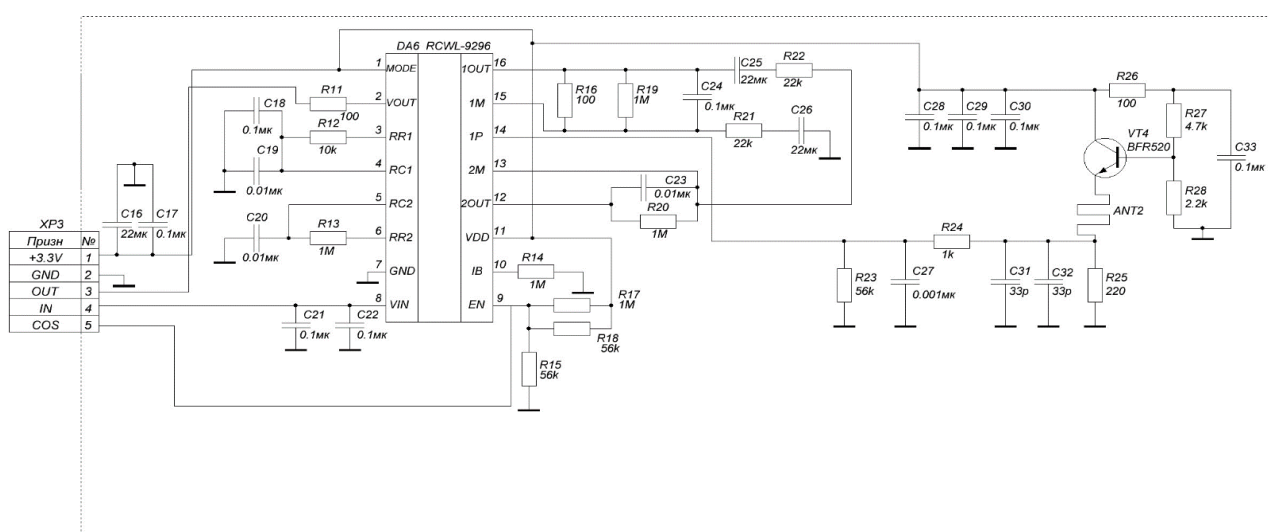 DA6 RCWL-9296
1 MODE
2 VOUT
3 RR1
4 RC1
5 RC2
6 RR2
7 GND
8 VIN
16 1OUT
15 1M
14 1P
13 2M
12 2OUT
11 VDD
10 IB
9 EN
R11
100
C18
0.1мк
R12
10k
C19
0.01мк
C20
0.01мк
R13
1M
C16
22мк
C17
0.1мк
XP3
Призн №
+3.3V 1
GND 2
OUT 3
IN 4
COS 5
C21
0.1мк
C22
0.1мк
R16
100
R19
1M
C24
0.1мк
C25
22мк
R22
22k
R21
22k
C26
22мк
C23
0.01мк
R20
1M
R14
1M
R17
1M
R18
56k
R15
56k
C28
0.1мк
C29
0.1мк
C30
0.1мк
R26
100
R27
4.7k
VT4
BFR520
C33
0.1мк
R28
2.2k
ANT2
R24
1k
R23
56k
C27
0.001мк
C31
33p
C32
33p
R25
220